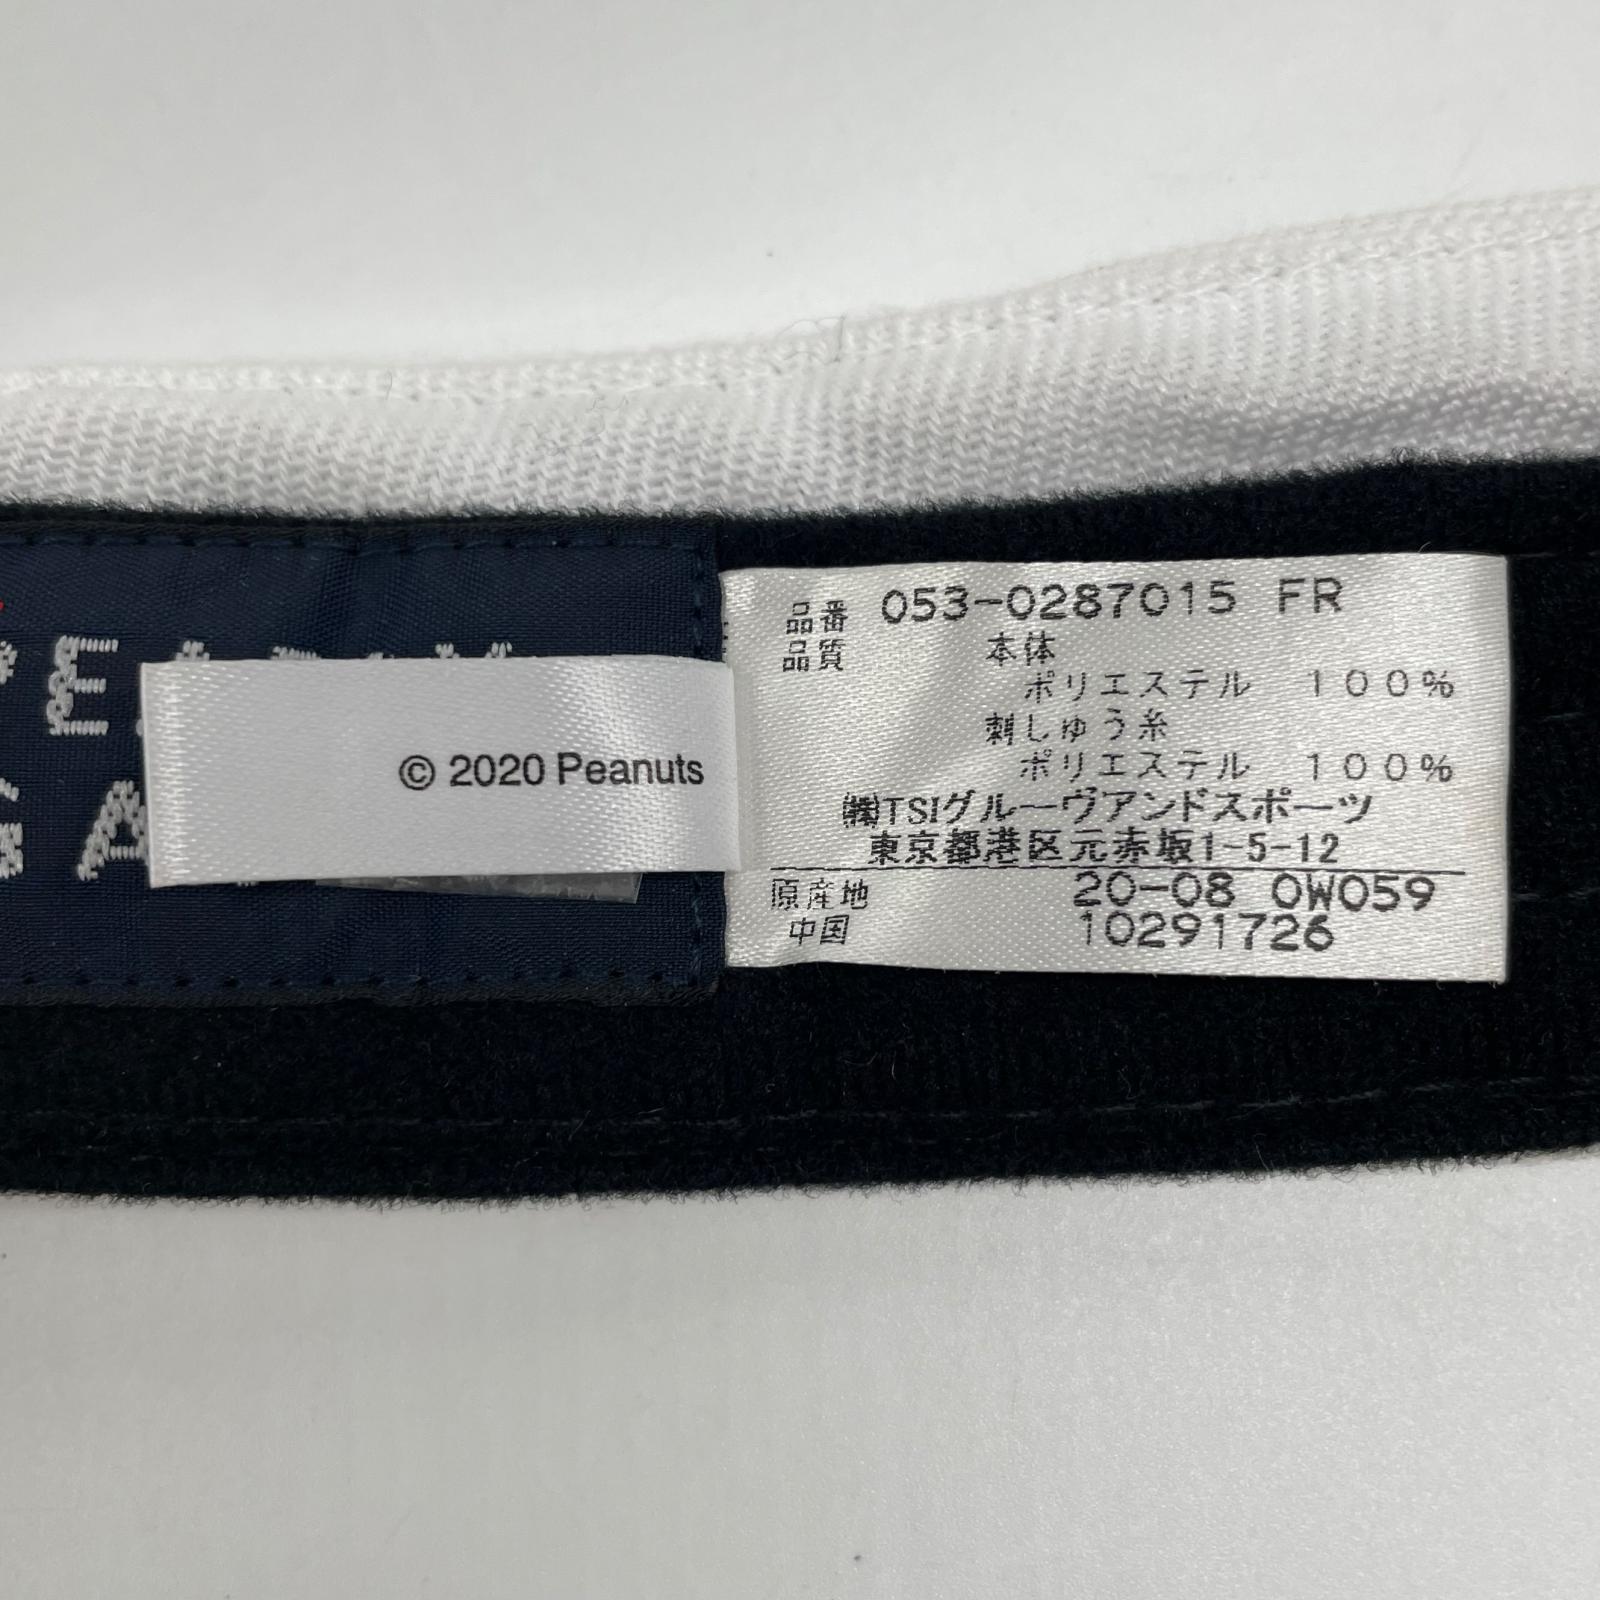 © 2020 Peanuts
品番 053-0287015 FR
品質 本体
ポリエステル 100%
刺しゅう糸
ポリエステル 100%
㈱TSIグルーヴアンドスポーツ
東京都港区元赤坂1-5-12
原産地 20-08 0W059
中国 10291726